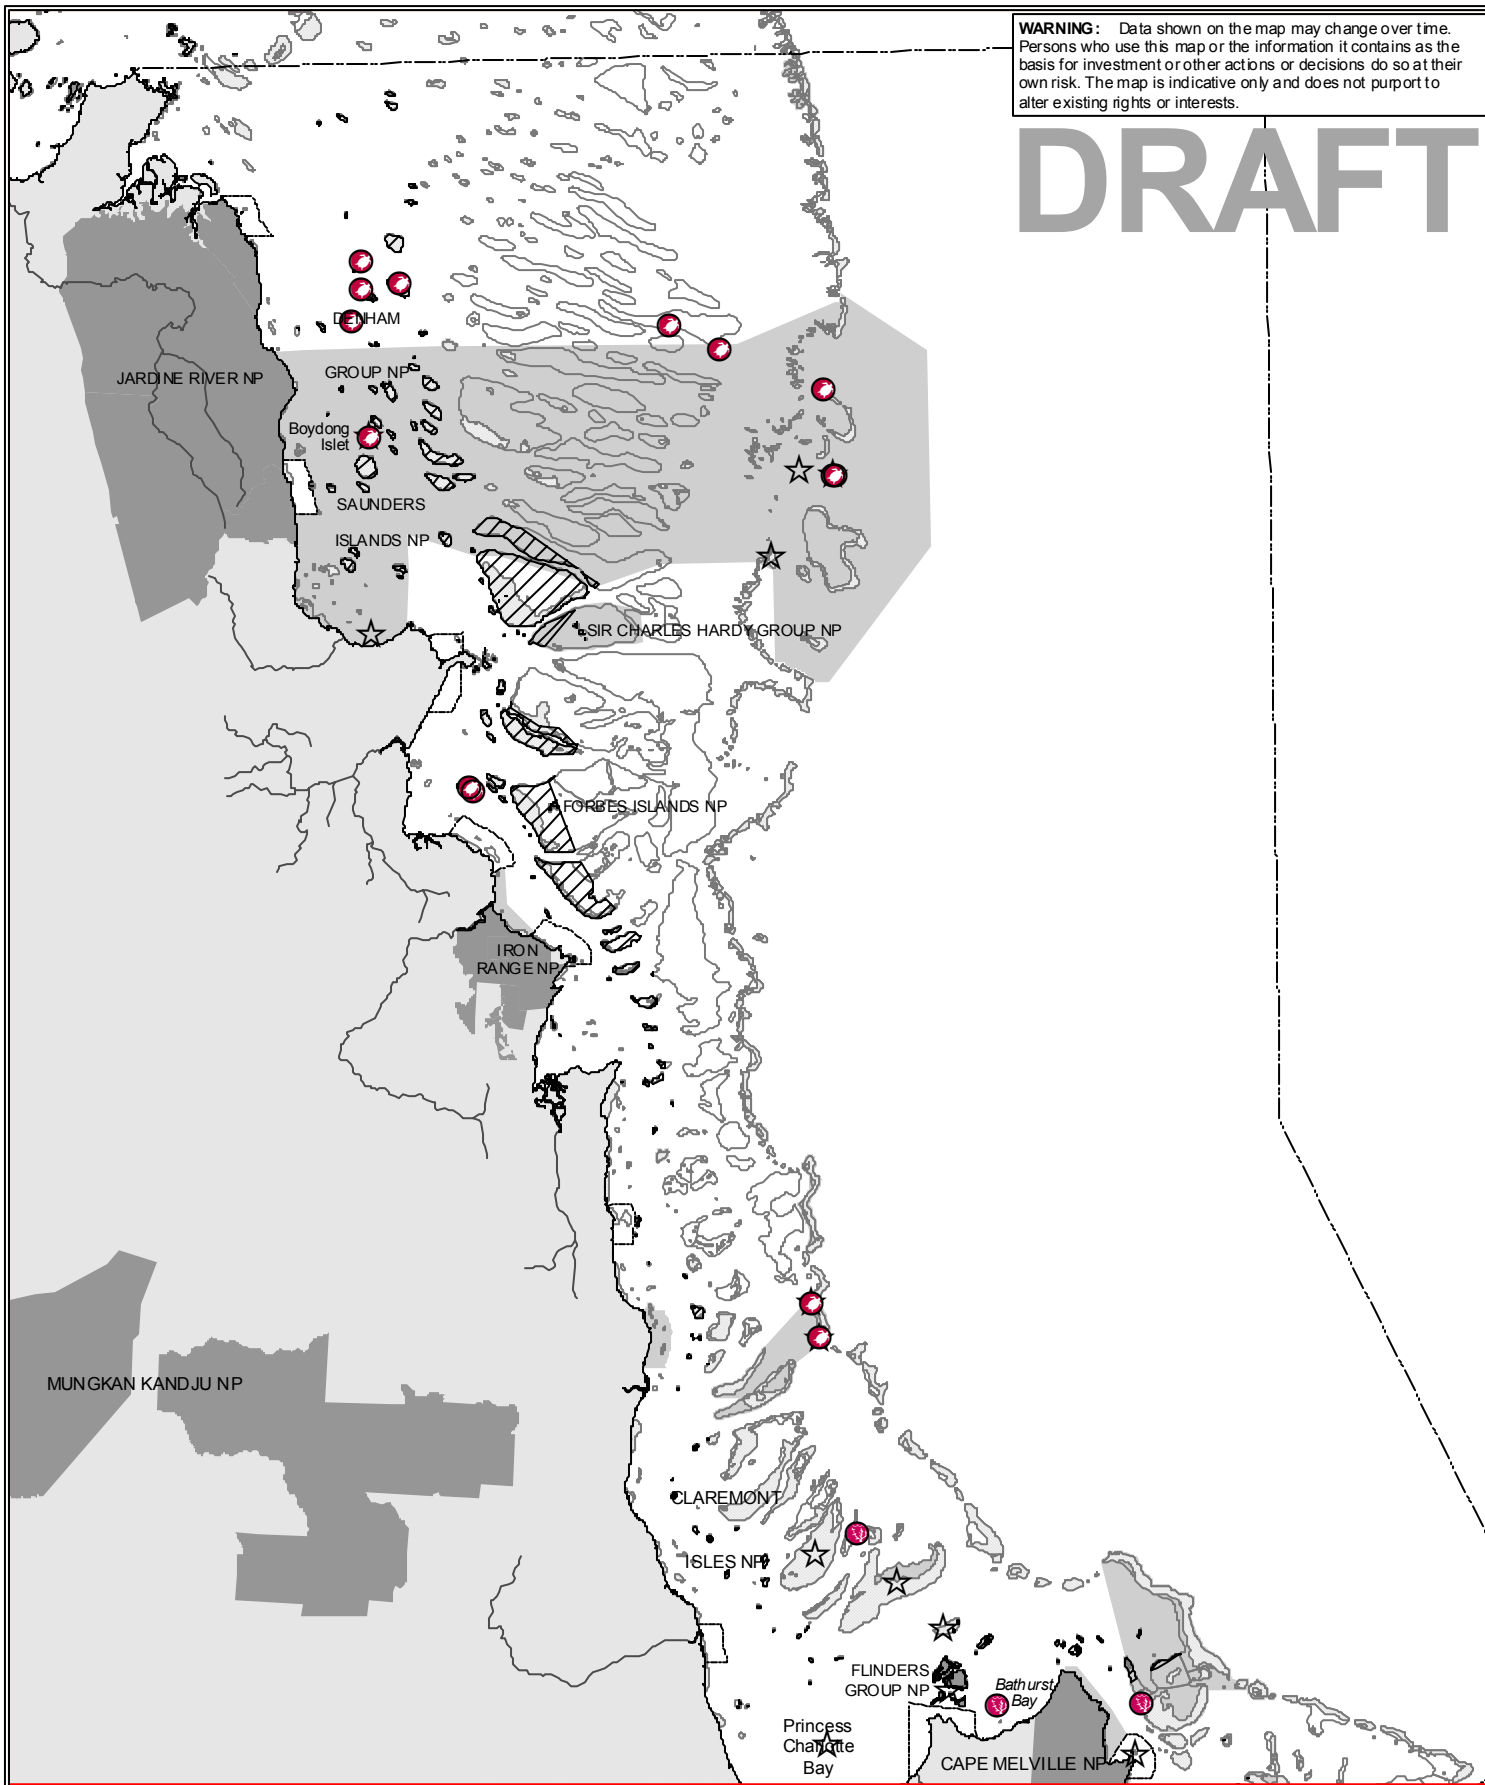 WARNING: Data shown on the map may change over time.
Persons who use this map or the information it contains as the
basis for investment or other actions or decisions do so at their
own risk. The map is indicative only and does not purport to
alter existing rights or interests.
DRAFT
DENHAM
GROUP NP
JARDINE RIVER NP
Boydong
Islet
SAUNDERS
ISLANDS NP
SIR CHARLES HARDY GROUP NP
FORBES ISLANDS NP
IRON
RANGE NP
MUNGKAN KANDJU NP
CLAREMONT
ISLES NP
FLINDERS
GROUP NP
Bathurst
Bay
Princess
Charlotte
Bay
CAPE MELVILLE NP